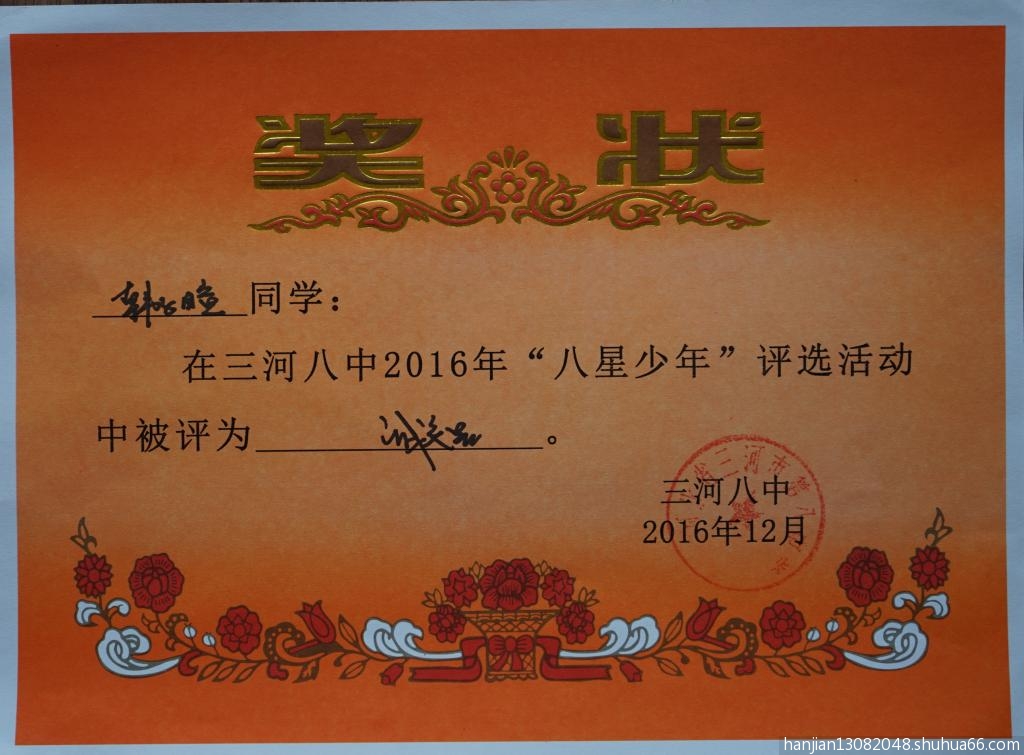 奖状
韩 同学：
在三河八中2016年“八星少年”评选活动
中被评为 。
三河八中
2016年12月
hanjian13082048.shuhua66.com